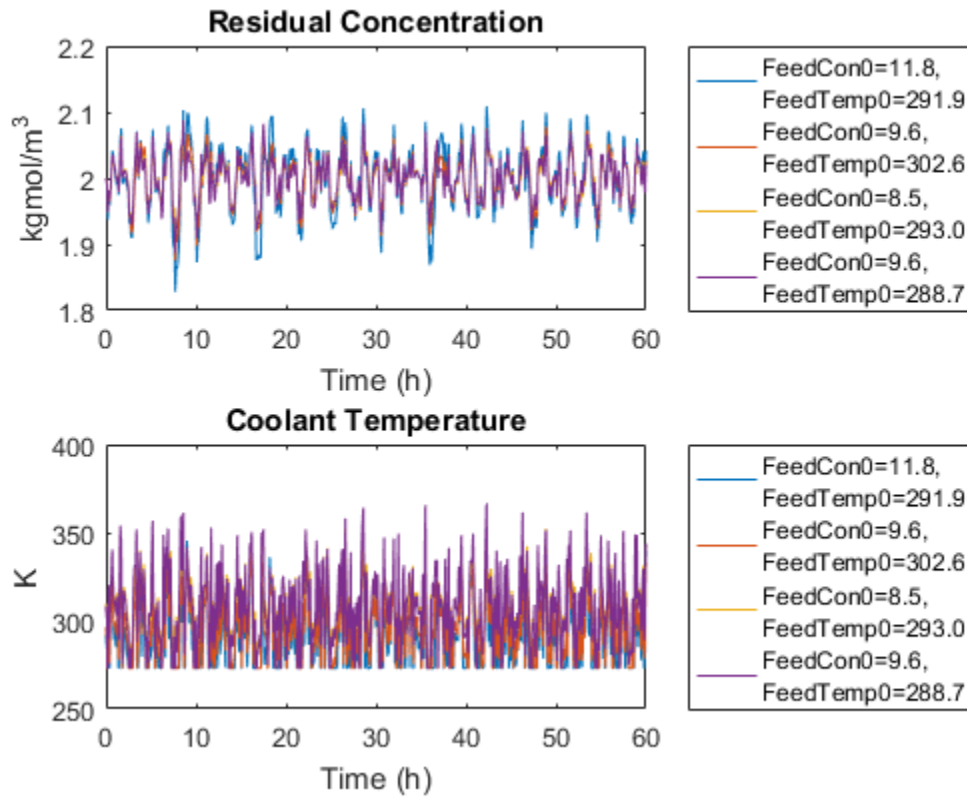 Residual Concentration
2.2
2.1
2
1.9
1.8
kgmol/m³
0 10 20 30 40 50 60
Time (h)
FeedCon0=11.8,
FeedTemp0=291.9
FeedCon0=9.6,
FeedTemp0=302.6
FeedCon0=8.5,
FeedTemp0=293.0
FeedCon0=9.6,
FeedTemp0=288.7
Coolant Temperature
400
350
300
250
K
0 10 20 30 40 50 60
Time (h)
FeedCon0=11.8,
FeedTemp0=291.9
FeedCon0=9.6,
FeedTemp0=302.6
FeedCon0=8.5,
FeedTemp0=293.0
FeedCon0=9.6,
FeedTemp0=288.7